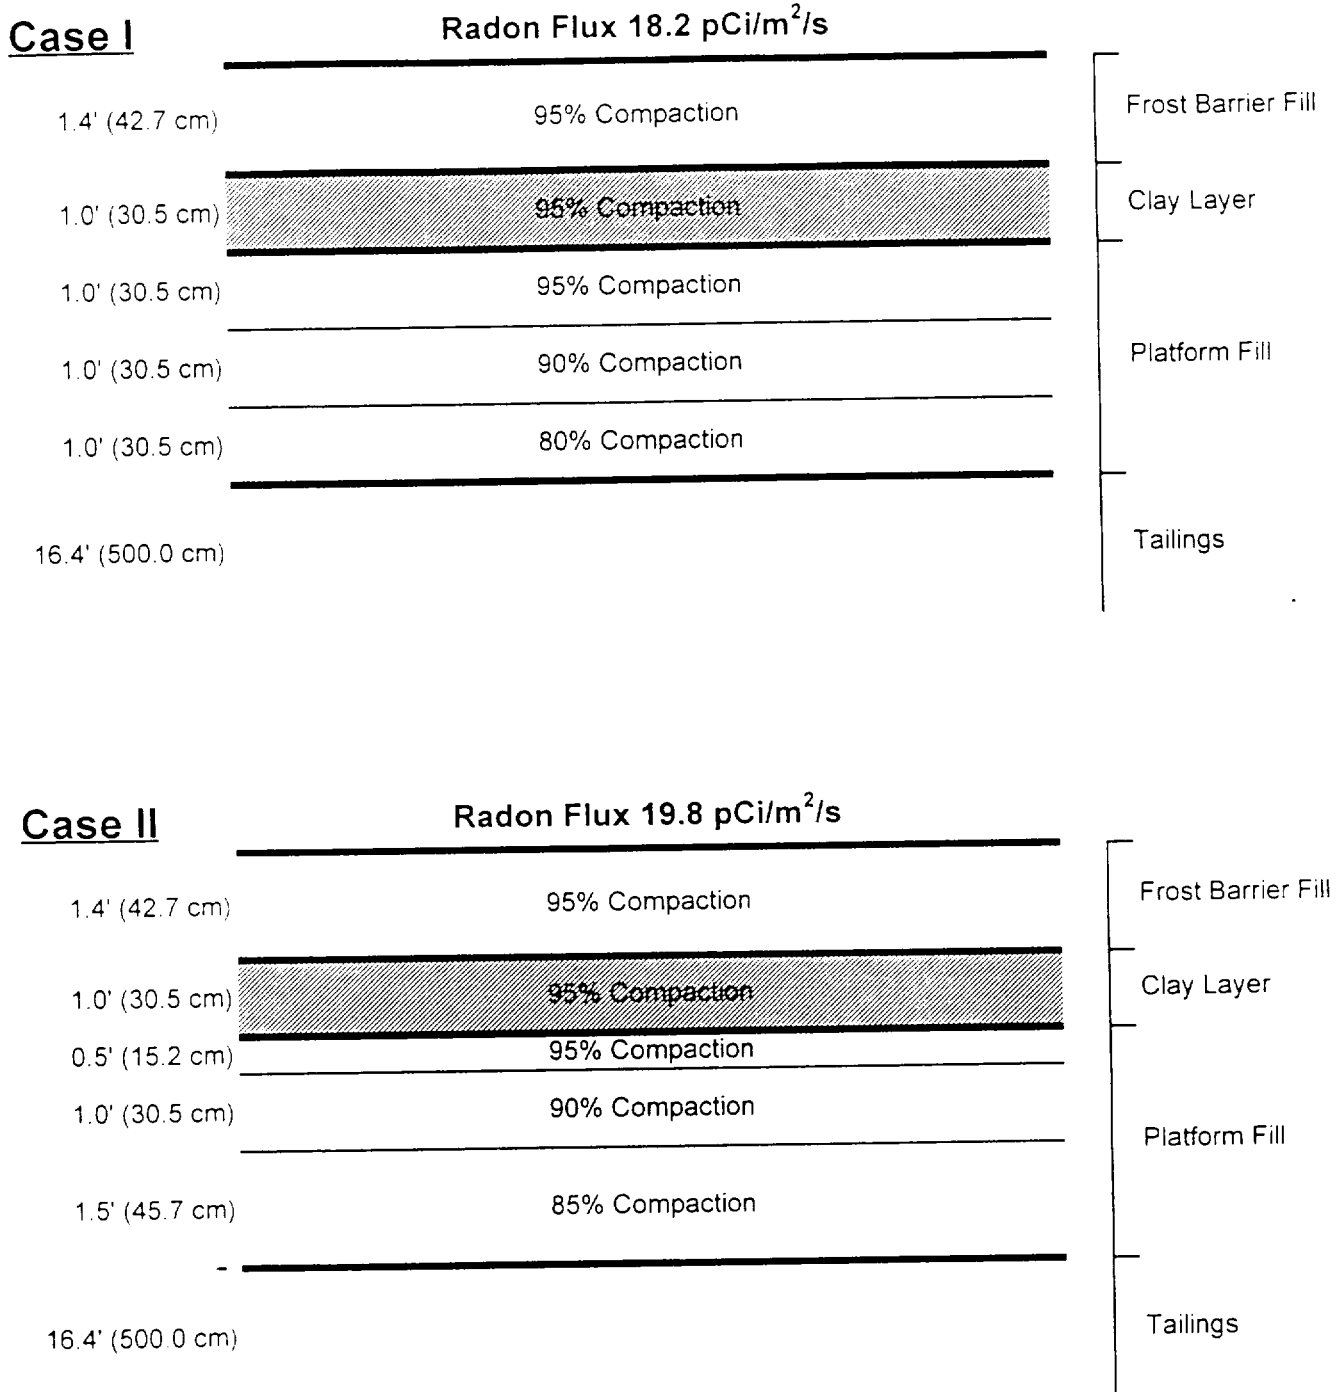 Case I
Radon Flux 18.2 pCi/m²/s
1.4' (42.7 cm)
95% Compaction
Frost Barrier Fill
1.0' (30.5 cm)
95% Compaction
Clay Layer
1.0' (30.5 cm)
95% Compaction
1.0' (30.5 cm)
90% Compaction
Platform Fill
1.0' (30.5 cm)
80% Compaction
16.4' (500.0 cm)
Tailings
Case II
Radon Flux 19.8 pCi/m²/s
1.4' (42.7 cm)
95% Compaction
Frost Barrier Fill
1.0' (30.5 cm)
95% Compaction
Clay Layer
0.5' (15.2 cm)
95% Compaction
1.0' (30.5 cm)
90% Compaction
Platform Fill
1.5' (45.7 cm)
85% Compaction
16.4' (500.0 cm)
Tailings